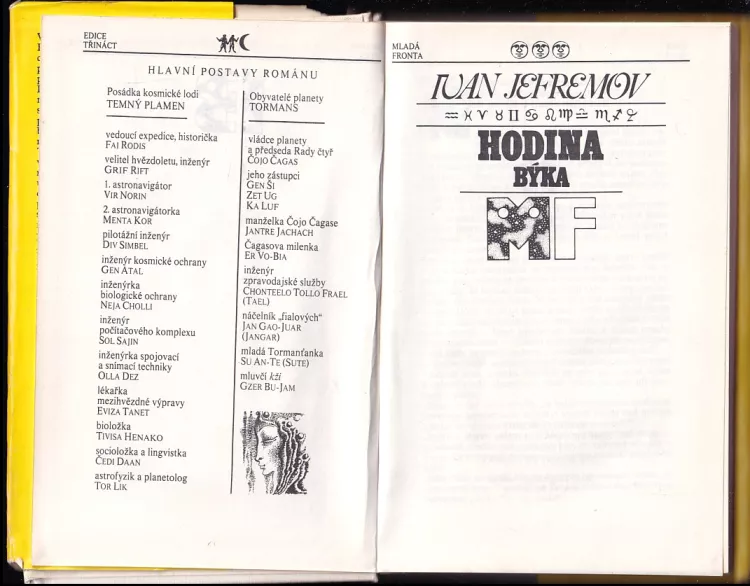 EDICE
TŘINÁCT
HLAVNÍ POSTAVY ROMÁNU
Posádka kosmické lodi
TEMNÝ PLAMEN
vedoucí expedice, historička
FAI RODIS
velitel hvězdoletu, inženýr
GRIF RIFT
1. astronavigátor
VIR NORIN
2. astronavigátorka
MENTA KOR
pilotážní inženýr
DIV SIMBEL
inženýr kosmické ochrany
GEN ATAL
inženýrka
biologické ochrany
NEJA CHOLLI
inženýr
počítačového komplexu
SOL SAJIN
inženýrka spojovací
a snímací techniky
OLLA DEZ
lékařka
mezihvězdné výpravy
EVIZA TANET
bioložka
TIVISA HENAKO
socioložka a lingvistka
ČEDI DAAN
astrofyzik a planetolog
TOR LIK
Obyvatelé planety
TORMANS
vládce planety
a předseda Rady čtyř
ČOJO ČAGAS
jeho zástupci
GEN ŠI
ZET UG
KA LUF
manželka Čojo Čagase
JANTRE JACHACH
Čagasova milenka
ER VO-BIA
inženýr
zpravodajské služby
CHONTEELO TOLLO FRAEL
(TAEL)
náčelník „fialových“
JAN GAO-JUAR
(JANGAR)
mladá Tormanťanka
SU AN-TE (SUTE)
mluvčí kži
GZER BU-JAM
MLADÁ
FRONTA
IVAN JEFREMOV
♒ ♓ ♈ ♉ ♊ ♋ ♌ ♍ ♎ ♏ ♐ ♑
HODINA
BÝKA
MF